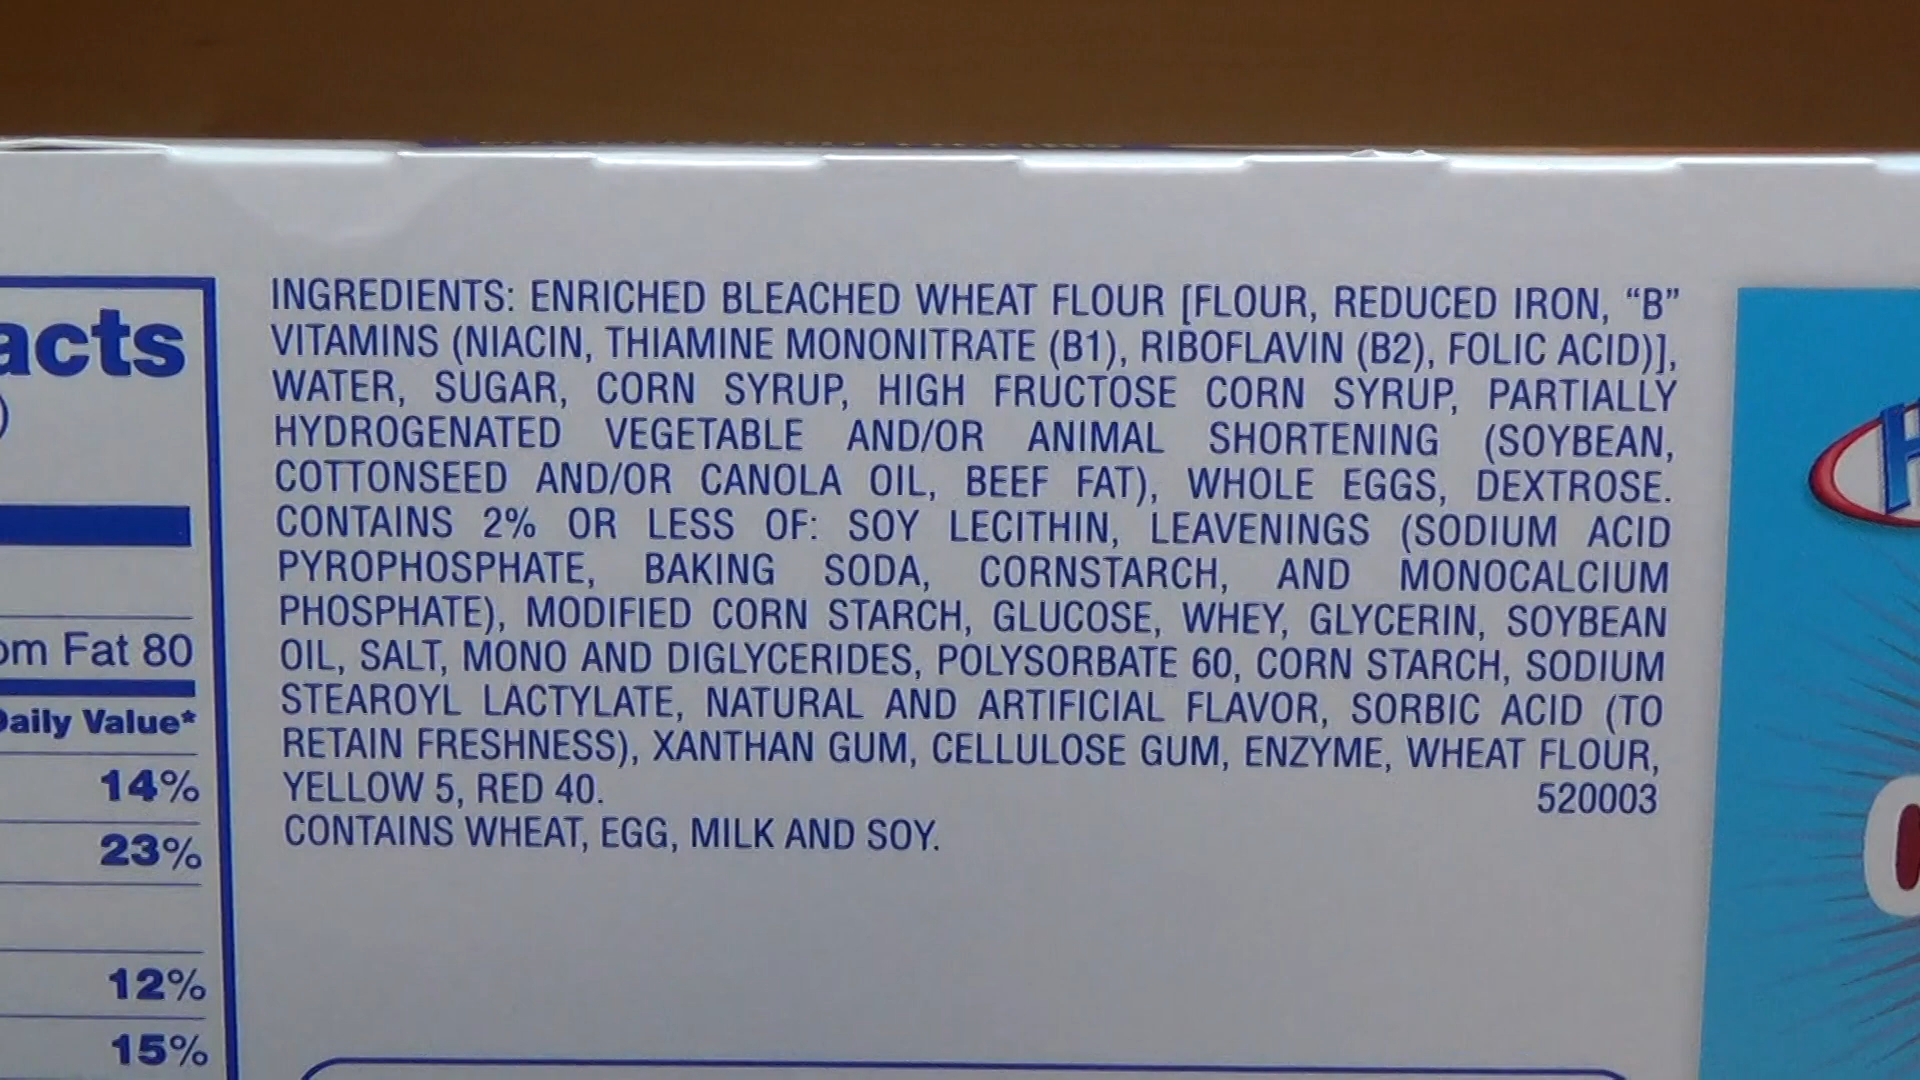 INGREDIENTS: ENRICHED BLEACHED WHEAT FLOUR [FLOUR, REDUCED IRON, “B”
VITAMINS (NIACIN, THIAMINE MONONITRATE (B1), RIBOFLAVIN (B2), FOLIC ACID)],
WATER, SUGAR, CORN SYRUP, HIGH FRUCTOSE CORN SYRUP, PARTIALLY
HYDROGENATED VEGETABLE AND/OR ANIMAL SHORTENING (SOYBEAN,
COTTONSEED AND/OR CANOLA OIL, BEEF FAT), WHOLE EGGS, DEXTROSE.
CONTAINS 2% OR LESS OF: SOY LECITHIN, LEAVENINGS (SODIUM ACID
PYROPHOSPHATE, BAKING SODA, CORNSTARCH, AND MONOCALCIUM
PHOSPHATE), MODIFIED CORN STARCH, GLUCOSE, WHEY, GLYCERIN, SOYBEAN
OIL, SALT, MONO AND DIGLYCERIDES, POLYSORBATE 60, CORN STARCH, SODIUM
STEAROYL LACTYLATE, NATURAL AND ARTIFICIAL FLAVOR, SORBIC ACID (TO
RETAIN FRESHNESS), XANTHAN GUM, CELLULOSE GUM, ENZYME, WHEAT FLOUR,
YELLOW 5, RED 40. 520003
CONTAINS WHEAT, EGG, MILK AND SOY.
acts
)
om Fat 80
Daily Value*
14%
23%
12%
15%
H